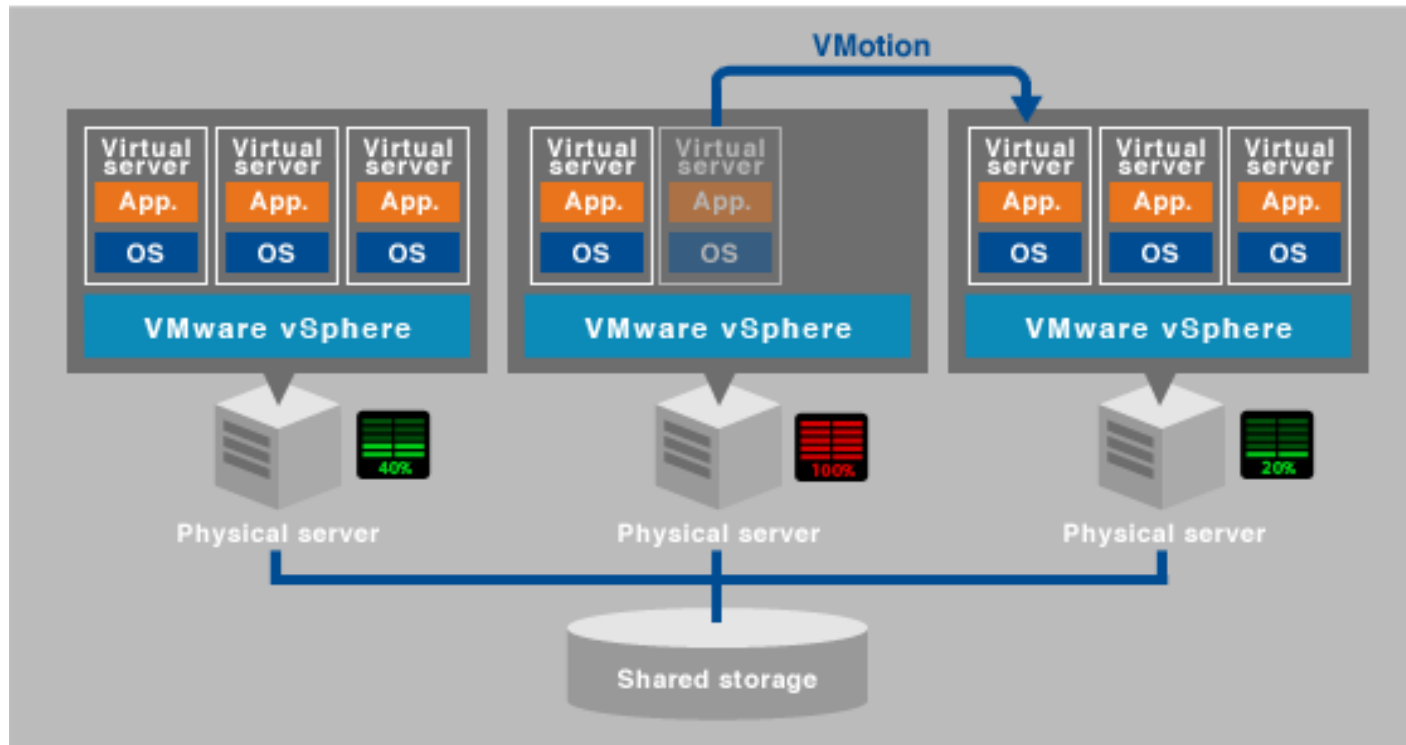 VMotion
Virtual server
App.
OS
Virtual server
App.
OS
Virtual server
App.
OS
VMware vSphere
Virtual server
App.
OS
Virtual server
App.
OS
VMware vSphere
Virtual server
App.
OS
Virtual server
App.
OS
Virtual server
App.
OS
VMware vSphere
40%
100%
20%
Physical server
Physical server
Physical server
Shared storage